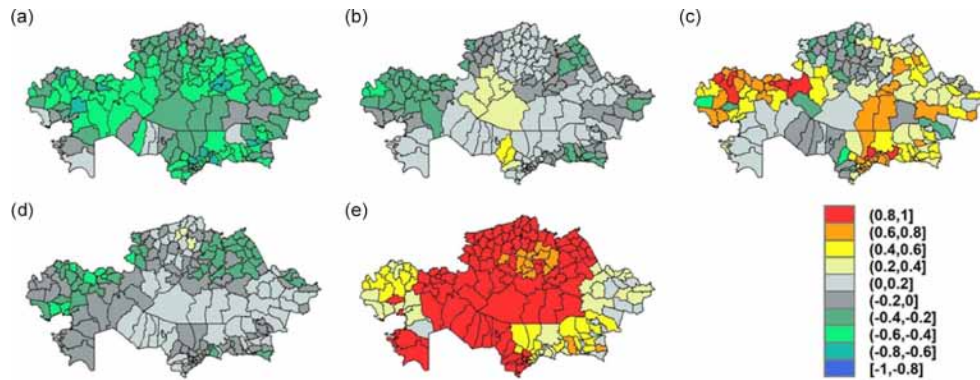 (a)
(b)
(c)
(d)
(e)
(0.8,1]
(0.6,0.8]
(0.4,0.6]
(0.2,0.4]
(0,0.2]
(-0.2,0]
(-0.4,-0.2]
(-0.6,-0.4]
(-0.8,-0.6]
[-1,-0.8]